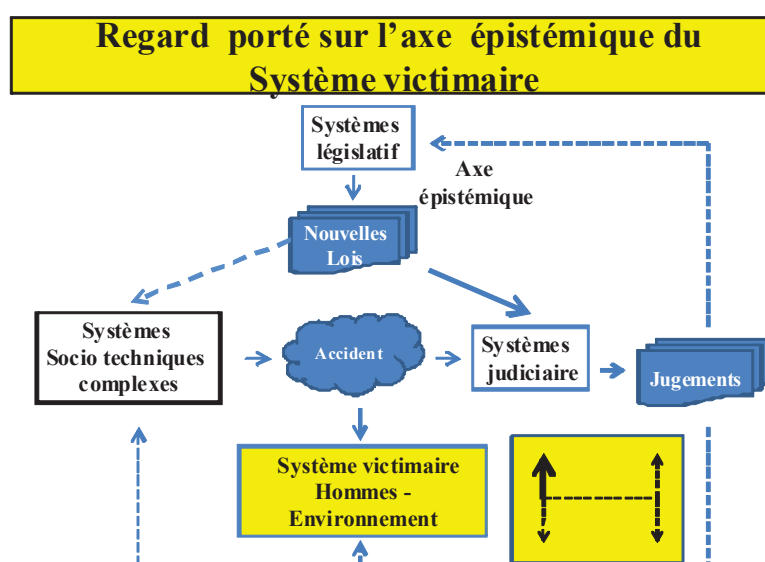 Regard porté sur l'axe épistémique du
Système victimaire
Systèmes
législatif
Axe
épistémique
Nouvelles
Lois
Systèmes
Socio techniques
complexes
Accident
Systèmes
judiciaire
Jugements
Système victimaire
Hommes -
Environnement